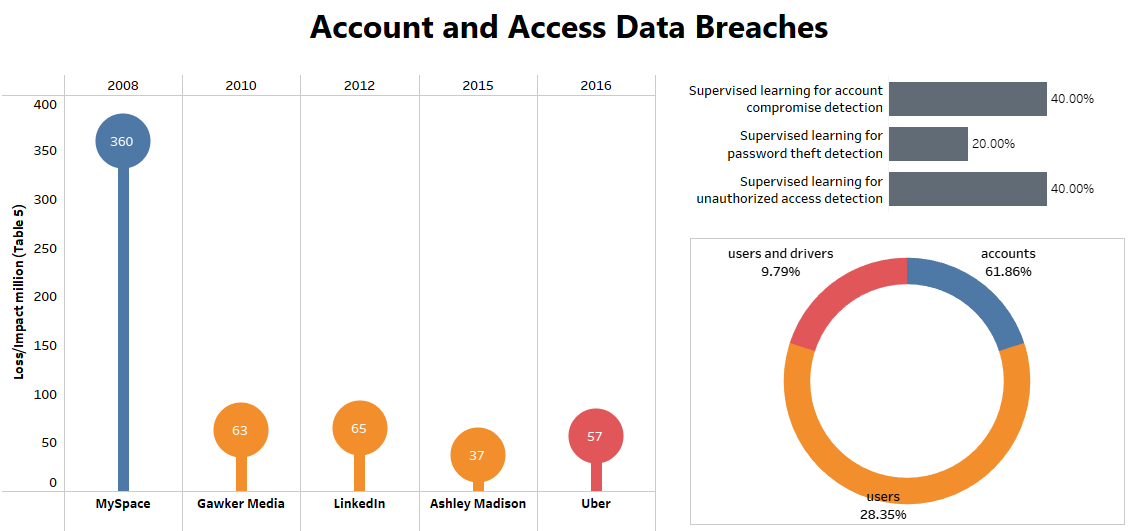 Account and Access Data Breaches
2008
2010
2012
2015
2016
Loss/Impact million (Table 5)
400
350
300
250
200
150
100
50
0
360
63
65
37
57
MySpace
Gawker Media
LinkedIn
Ashley Madison
Uber
Supervised learning for account
compromise detection
40.00%
Supervised learning for
password theft detection
20.00%
Supervised learning for
unauthorized access detection
40.00%
users and drivers
9.79%
accounts
61.86%
users
28.35%